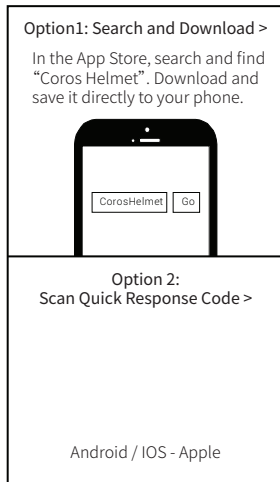 Option1: Search and Download >
In the App Store, search and find
“Coros Helmet”. Download and
save it directly to your phone.
CorosHelmet
Go
Option 2:
Scan Quick Response Code >
Android / IOS - Apple